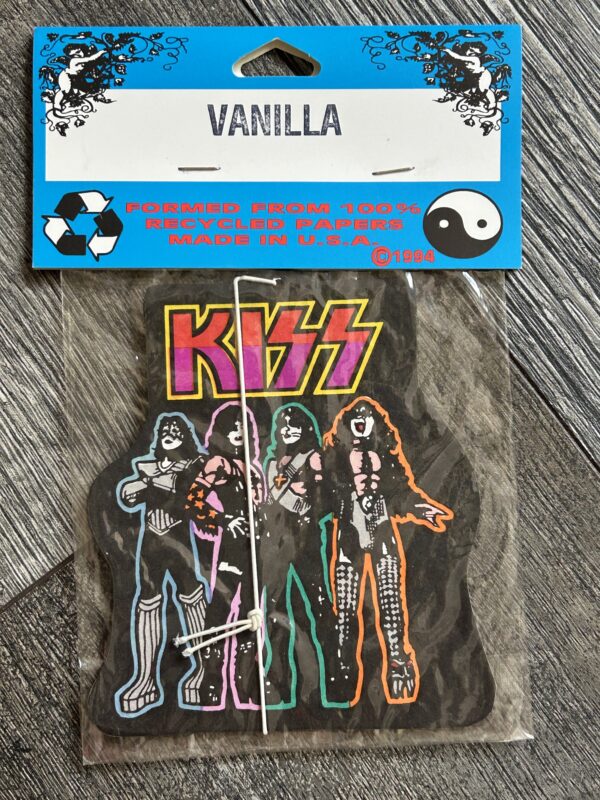 VANILLA
FORMED FROM 100%
RECYCLED PAPERS
MADE IN U.S.A.
©1994
KISS